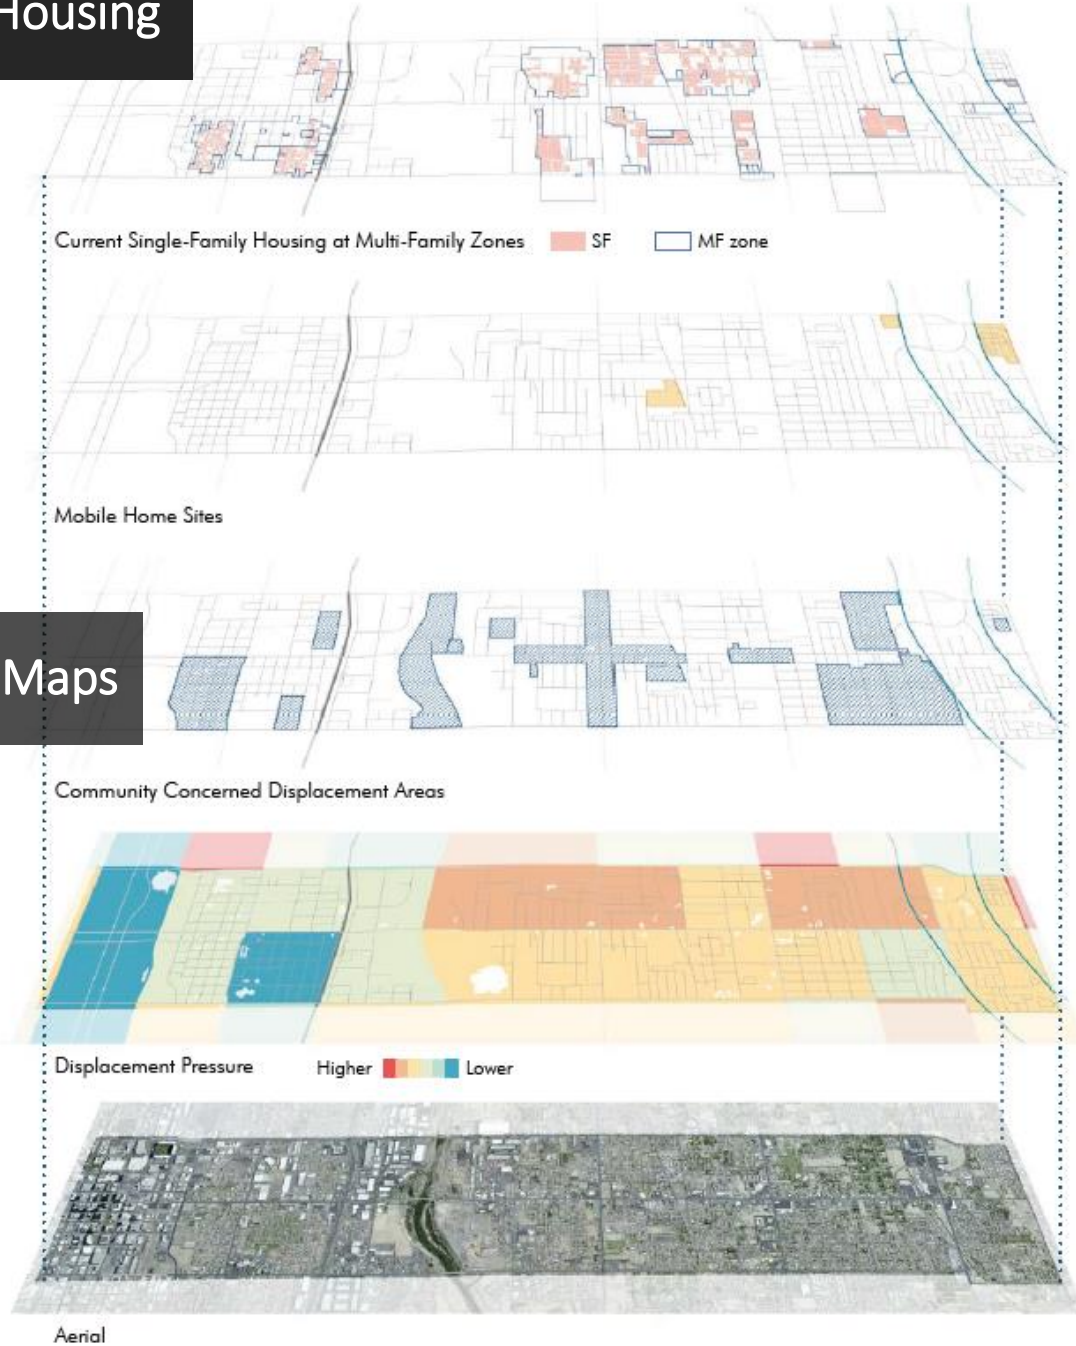 Housing
Current Single-Family Housing at Multi-Family Zones SF MF zone
Mobile Home Sites
Maps
Community Concerned Displacement Areas
Displacement Pressure Higher Lower
Aerial